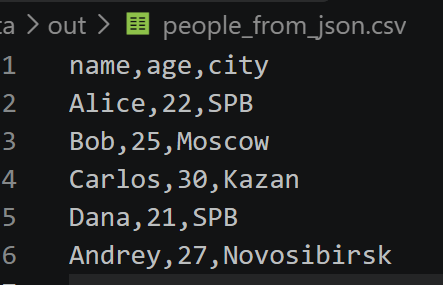 ta > out > people_from_json.csv
1 name,age,city
2 Alice,22,SPB
3 Bob,25,Moscow
4 Carlos,30,Kazan
5 Dana,21,SPB
6 Andrey,27,Novosibirsk